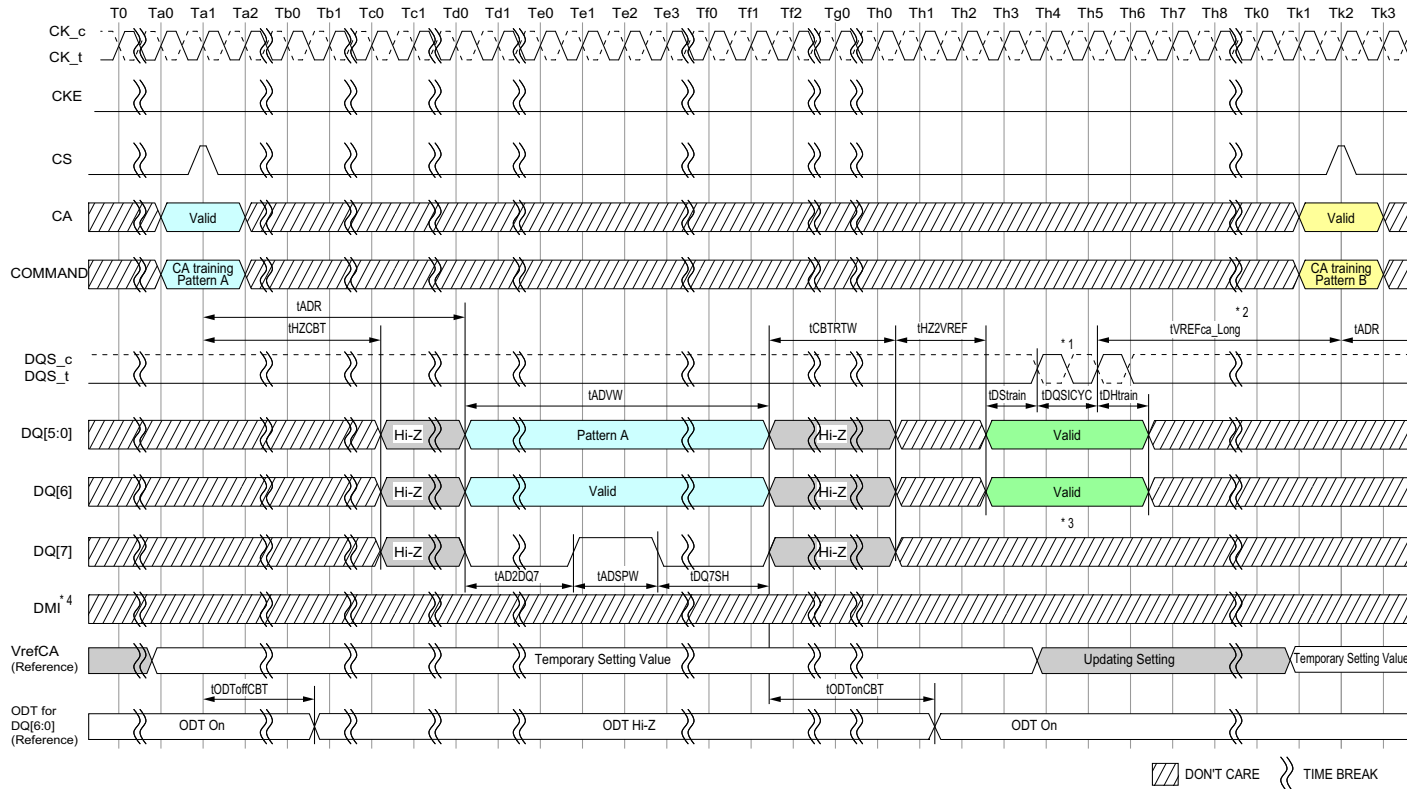 T0 Ta0 Ta1 Ta2 Tb0 Tb1 Tc0 Tc1 Td0 Td1 Te0 Te1 Te2 Te3 Tf0 Tf1 Tf2 Tg0 Th0 Th1 Th2 Th3 Th4 Th5 Th6 Th7 Th8 Tk0 Tk1 Tk2 Tk3
CK_c
CK_t
CKE
CS
CA Valid Valid
COMMAND CA training Pattern A CA training Pattern B
tADR * 2
tHZCBT tCBTRTW tHZ2VREF tVREFca_Long tADR
DQS_c * 1
DQS_t
tADVW tDStrain tDQSICYC tDHtrain
DQ[5:0] Hi-Z Pattern A Hi-Z Valid
DQ[6] Hi-Z Valid Hi-Z Valid
* 3
DQ[7] Hi-Z Hi-Z
tAD2DQ7 tADSPW tDQ7SH
DMI * 4
VrefCA
(Reference) Temporary Setting Value Updating Setting Temporary Setting Value
tODToffCBT tODTonCBT
ODT for
DQ[6:0] ODT On ODT Hi-Z ODT On
(Reference)
DON'T CARE TIME BREAK